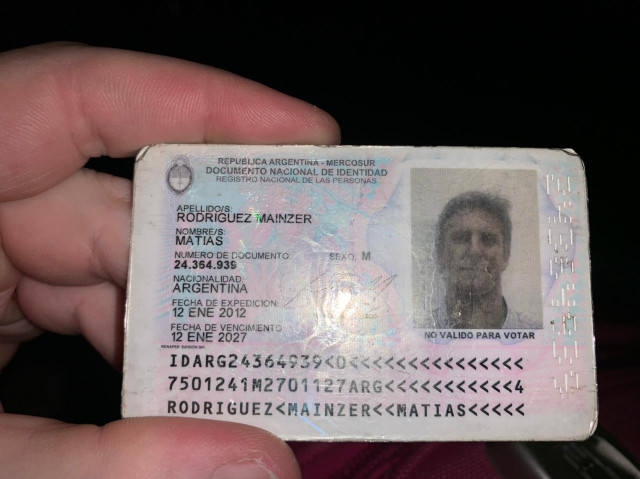 REPUBLICA ARGENTINA - MERCOSUR
DOCUMENTO NACIONAL DE IDENTIDAD
REGISTRO NACIONAL DE LAS PERSONAS
APELLIDO/S
RODRIGUEZ MAINZER
NOMBRE/S
MATIAS
NUMERO DE DOCUMENTO SEXO M
24.364.939
NACIONALIDAD
ARGENTINA
FECHA DE EXPEDICION
12 ENE 2012
FECHA DE VENCIMIENTO
12 ENE 2027
NO VALIDO PARA VOTAR
IDARG24364939<0<<<<<<<<<<<<<<<
7501241M2701127ARG<<<<<<<<<<<4
RODRIGUEZ<MAINZER<<MATIAS<<<<<